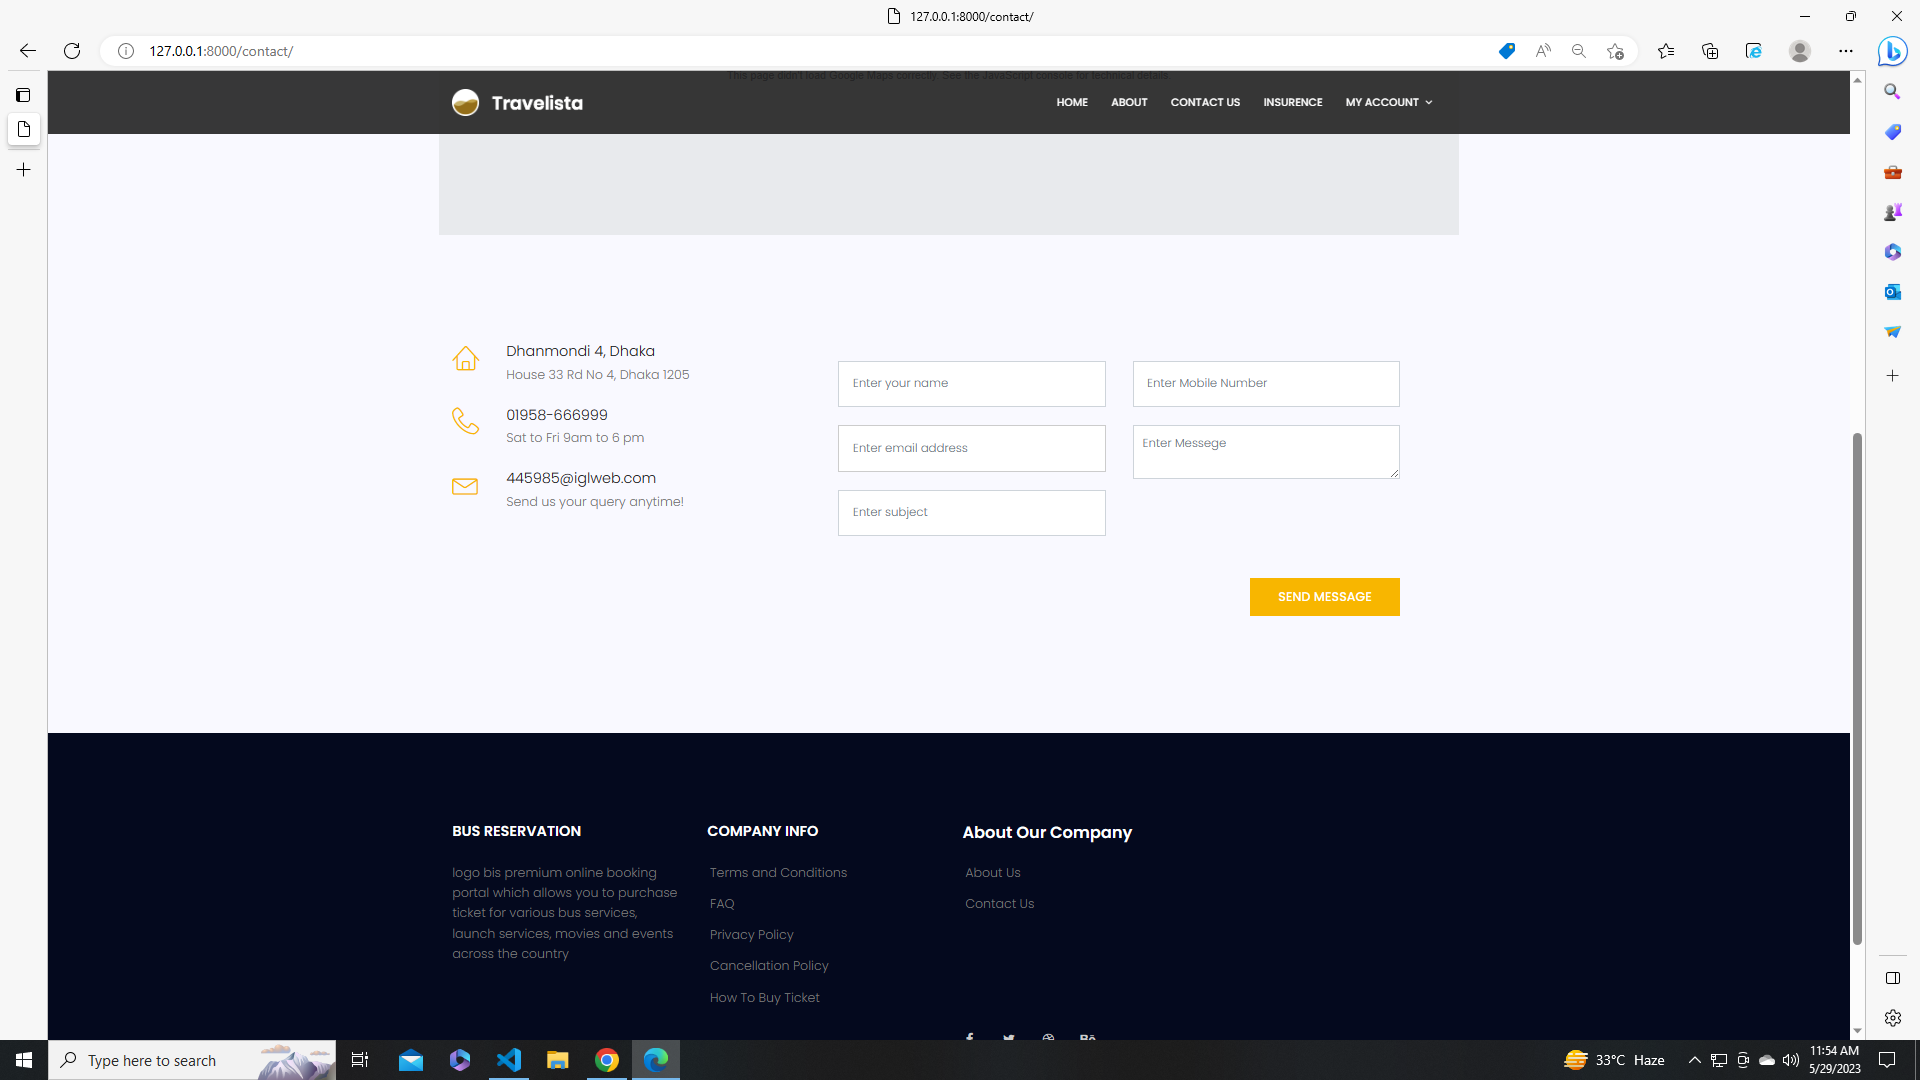 127.0.0.1:8000/contact/
127.0.0.1:8000/contact/
This page didn't load Google Maps correctly. See the JavaScript console for technical details.
Travelista
HOME ABOUT CONTACT US INSURENCE MY ACCOUNT
Dhanmondi 4, Dhaka
House 33 Rd No 4, Dhaka 1205
01958-666999
Sat to Fri 9am to 6 pm
445985@iglweb.com
Send us your query anytime!
Enter your name
Enter Mobile Number
Enter email address
Enter Messege
Enter subject
SEND MESSAGE
BUS RESERVATION
logo bis premium online booking
portal which allows you to purchase
ticket for various bus services,
launch services, movies and events
across the country
COMPANY INFO
Terms and Conditions
FAQ
Privacy Policy
Cancellation Policy
How To Buy Ticket
About Our Company
About Us
Contact Us
Type here to search
33°C Haze
11:54 AM
5/29/2023